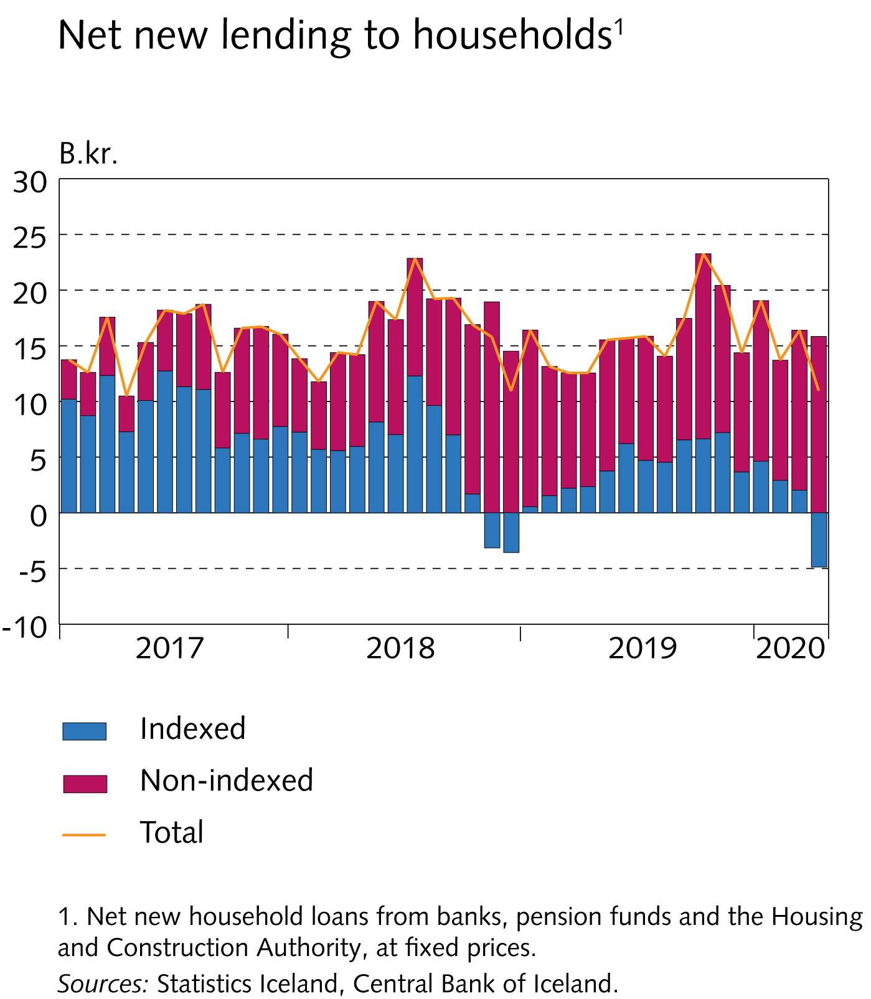 Net new lending to households¹
B.kr.
30
25
20
15
10
5
0
-5
-10
2017 2018 2019 2020
Indexed
Non-indexed
Total
1. Net new household loans from banks, pension funds and the Housing
and Construction Authority, at fixed prices.
Sources: Statistics Iceland, Central Bank of Iceland.